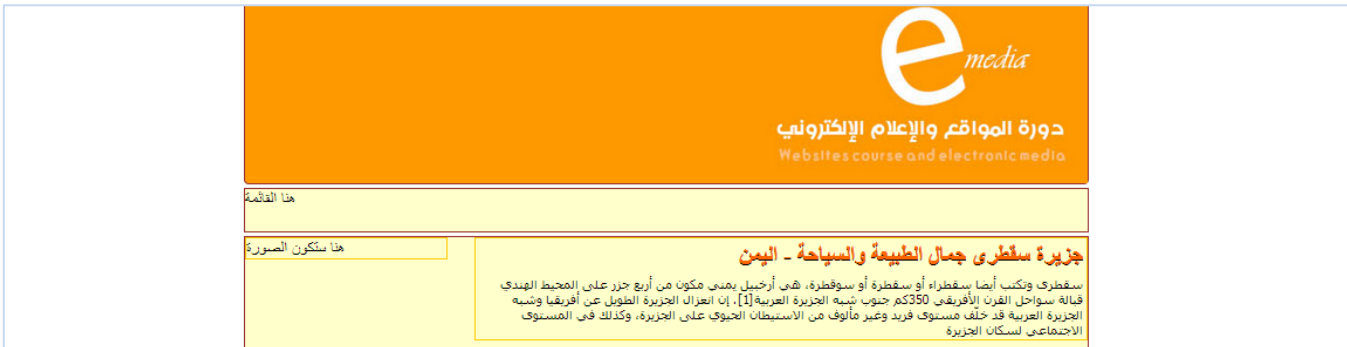 e media
دورة المواقع والإعلام الإلكتروني
Websites course and electronic media
هنا القائمة
جزيرة سقطرى جمال الطبيعة والسياحة - اليمن
هنا ستكون الصورة
سقطرى وتكتب أيضا سقطراء أو سقطرة أو سوقطرة، هي أرخبيل يمني مكون من أربع جزر على المحيط الهندي
قبالة سواحل القرن الأفريقي 350كم جنوب شبه الجزيرة العربية[1]، إن انعزال الجزيرة الطويل عن أفريقيا وشبه
الجزيرة العربية قد خلّف مستوى فريد وغير مألوف من الاستيطان الحيوي على الجزيرة، وكذلك في المستوى
الاجتماعي لسكان الجزيرة